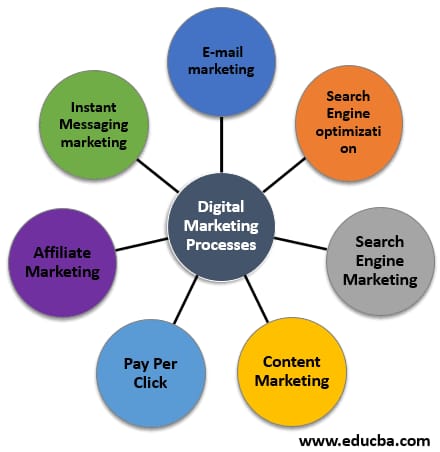 E-mail
marketing
Search
Engine
optimizati
on
Search
Engine
Marketing
Content
Marketing
Pay Per
Click
Affiliate
Marketing
Instant
Messaging
marketing
Digital
Marketing
Processes
www.educba.com